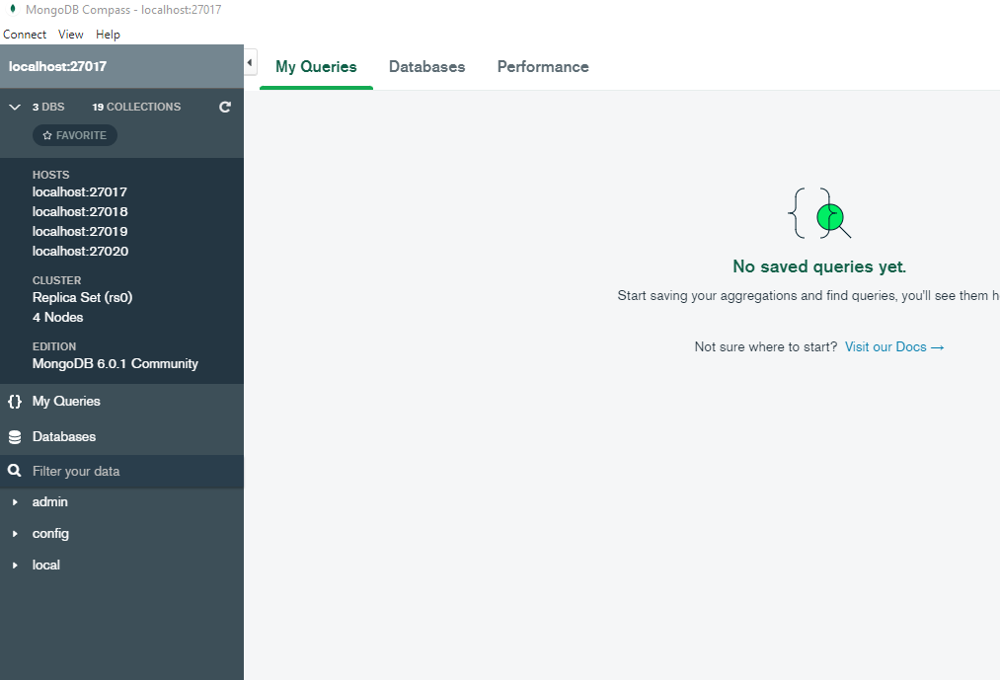 MongoDB Compass - localhost:27017
Connect View Help
localhost:27017
My Queries Databases Performance
3 DBS 19 COLLECTIONS
FAVORITE
HOSTS
localhost:27017
localhost:27018
localhost:27019
localhost:27020
CLUSTER
Replica Set (rs0)
4 Nodes
EDITION
MongoDB 6.0.1 Community
{} My Queries
Databases
Filter your data
admin
config
local
{ }
No saved queries yet.
Start saving your aggregations and find queries, you'll see them h
Not sure where to start? Visit our Docs →